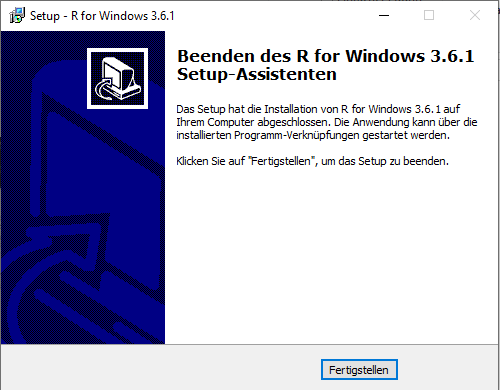 Setup - R for Windows 3.6.1
Beenden des R for Windows 3.6.1
Setup-Assistenten
Das Setup hat die Installation von R for Windows 3.6.1 auf
Ihrem Computer abgeschlossen. Die Anwendung kann über die
installierten Programm-Verknüpfungen gestartet werden.
Klicken Sie auf "Fertigstellen", um das Setup zu beenden.
Fertigstellen